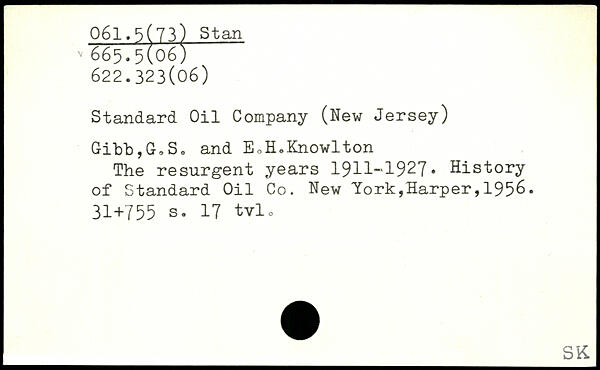 061.5(73) Stan
665.5(06)
622.323(06)
Standard Oil Company (New Jersey)
Gibb,G.S. and E.H.Knowlton
The resurgent years 1911-1927. History
of Standard Oil Co. New York,Harper,1956.
31+755 s. 17 tvl.
SK